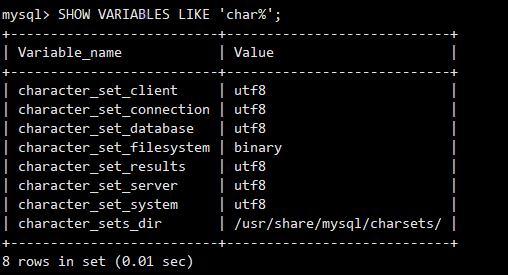 mysql> SHOW VARIABLES LIKE 'char%';
+--------------------------+----------------------------+
| Variable_name            | Value                      |
+--------------------------+----------------------------+
| character_set_client     | utf8                       |
| character_set_connection | utf8                       |
| character_set_database   | utf8                       |
| character_set_filesystem | binary                     |
| character_set_results    | utf8                       |
| character_set_server     | utf8                       |
| character_set_system     | utf8                       |
| character_sets_dir       | /usr/share/mysql/charsets/ |
+--------------------------+----------------------------+
8 rows in set (0.01 sec)